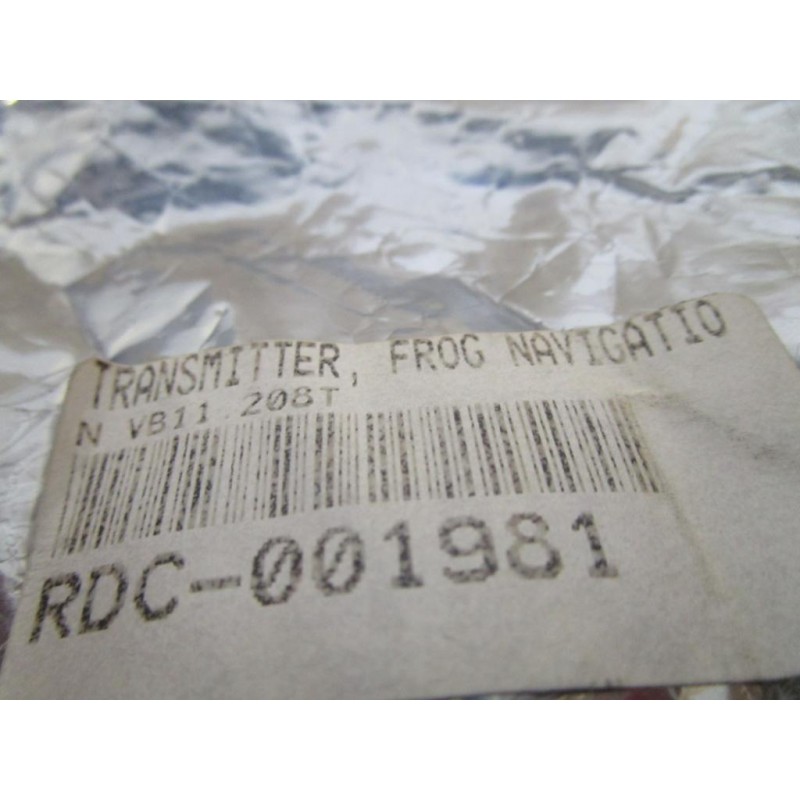 TRANSMITTER, FROG NAVIGATIO
N VB11.208T
RDC-001981